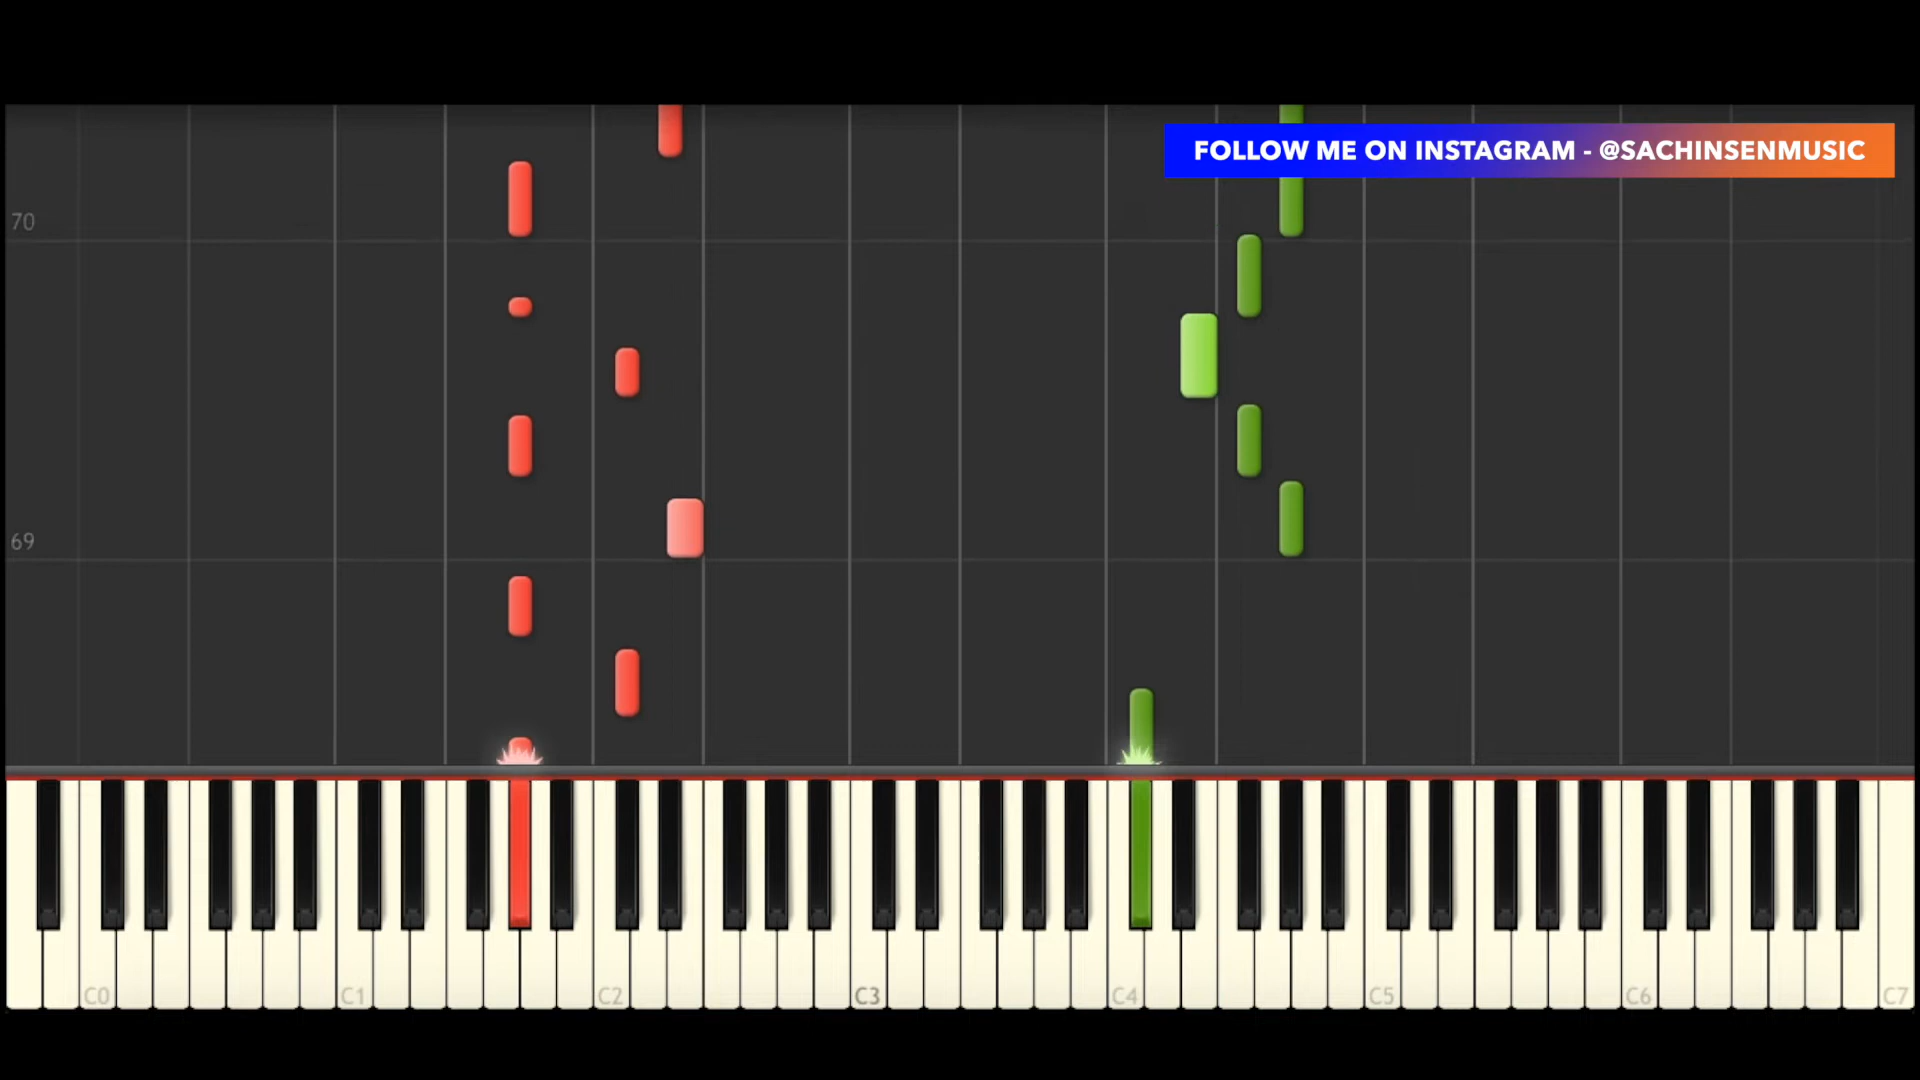 FOLLOW ME ON INSTAGRAM - @SACHINSENMUSIC
70
69
C0 C1 C2 C3 C4 C5 C6 C7